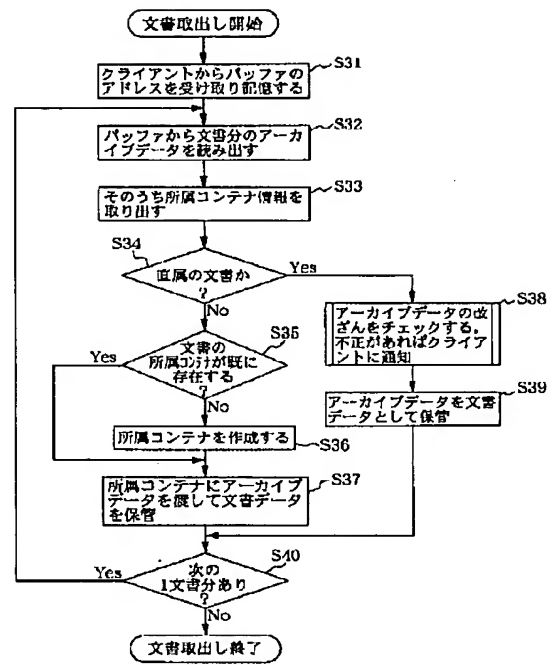 文書取出し開始
S31
クライアントからバッファの
アドレスを受け取り記憶する
S32
バッファから文書分のアーカ
イブデータを読み出す
S33
そのうち所属コンテナ情報を
取り出す
S34
直属の文書か
?
Yes
No
S38
アーカイブデータの改
ざんをチェックする。
不正があればクライア
ントに通知
S35
文書の
所属コンテナが既に
存在する
?
Yes
No
S39
アーカイブデータを文書
データとして保管
所属コンテナを作成する
S36
S37
所属コンテナにアーカイブ
データを渡して文書データ
を保管
S40
次の
1文書分あり
?
Yes
No
文書取出し終了